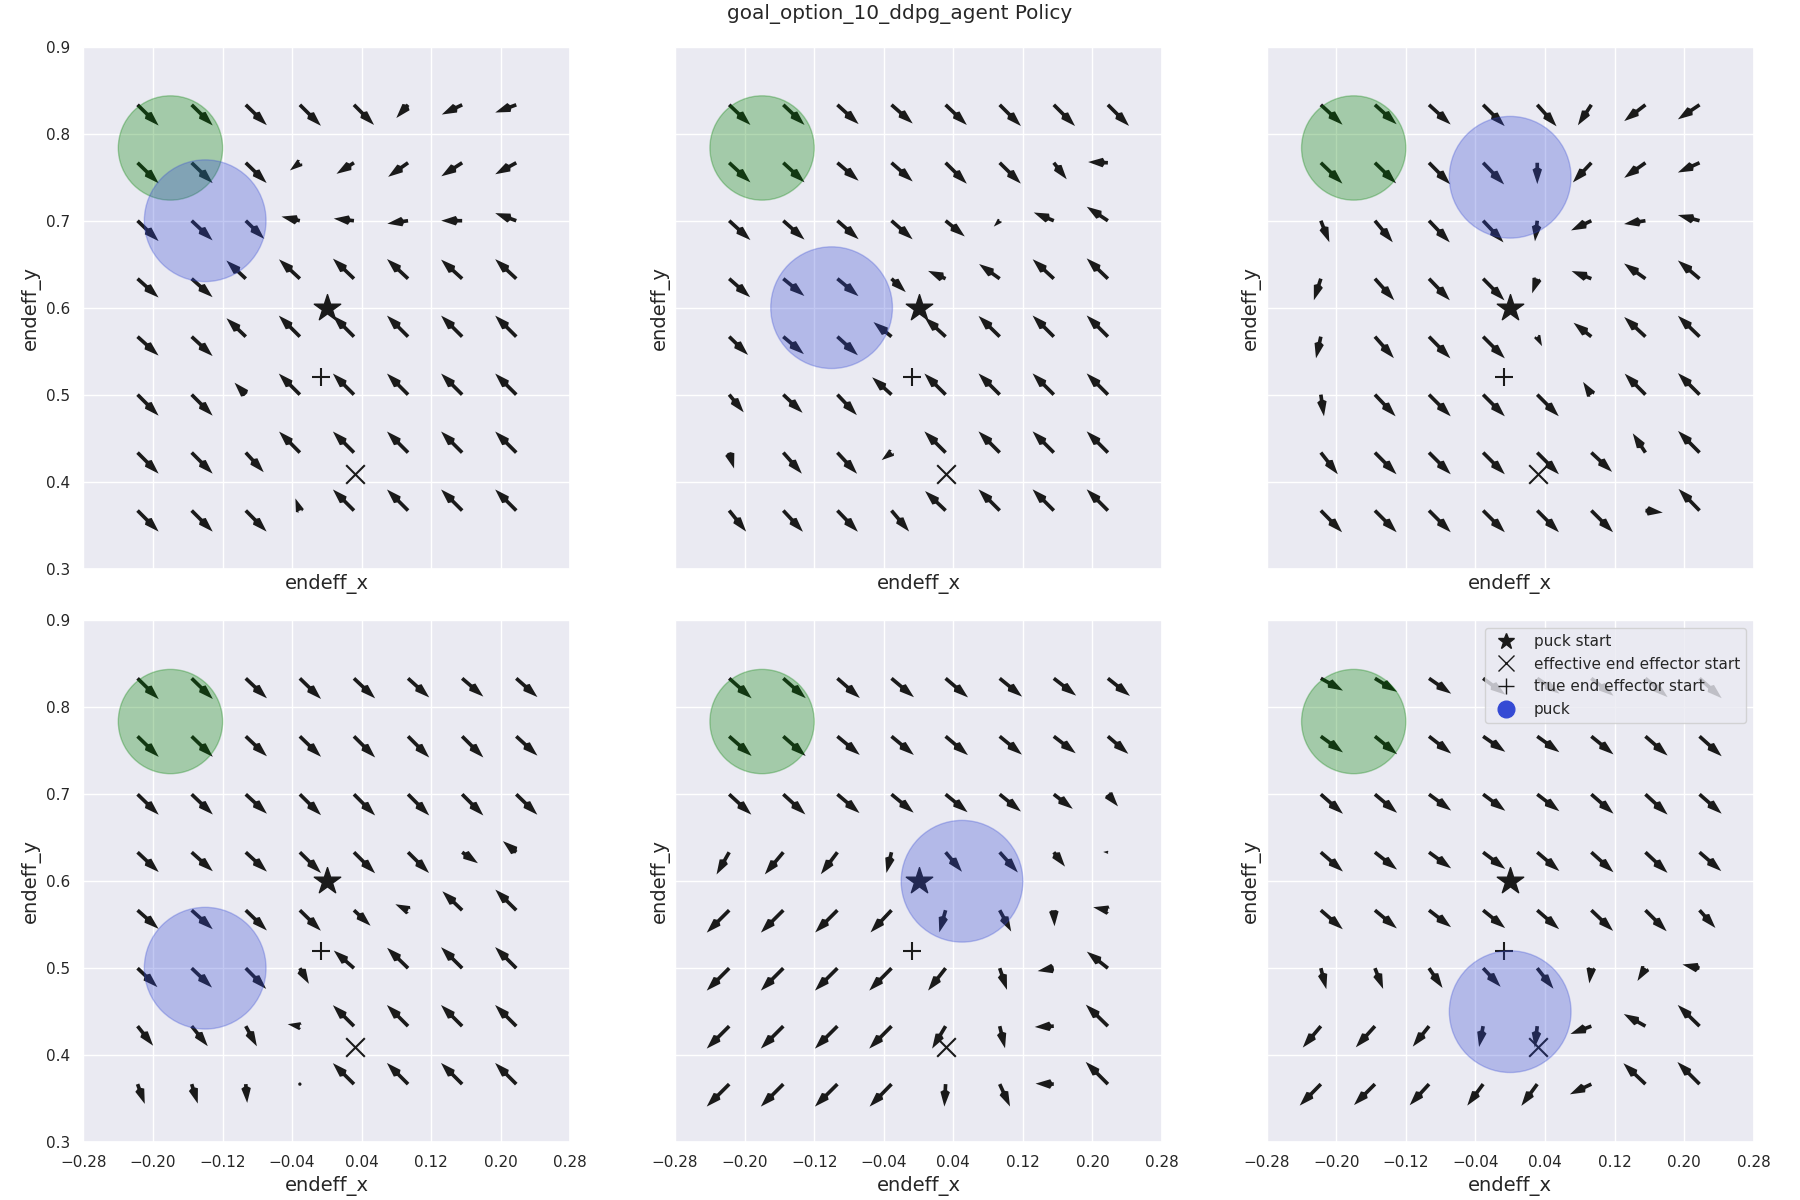 goal_option_10_ddpg_agent Policy
0.9
0.8
0.7
0.6
0.5
0.4
0.3
endeff_y
endeff_x
endeff_y
endeff_x
endeff_y
endeff_x
0.9
0.8
0.7
0.6
0.5
0.4
0.3
endeff_y
−0.28 −0.20 −0.12 −0.04 0.04 0.12 0.20 0.28
endeff_x
endeff_y
−0.28 −0.20 −0.12 −0.04 0.04 0.12 0.20 0.28
endeff_x
endeff_y
puck start
effective end effector start
true end effector start
puck
−0.28 −0.20 −0.12 −0.04 0.04 0.12 0.20 0.28
endeff_x